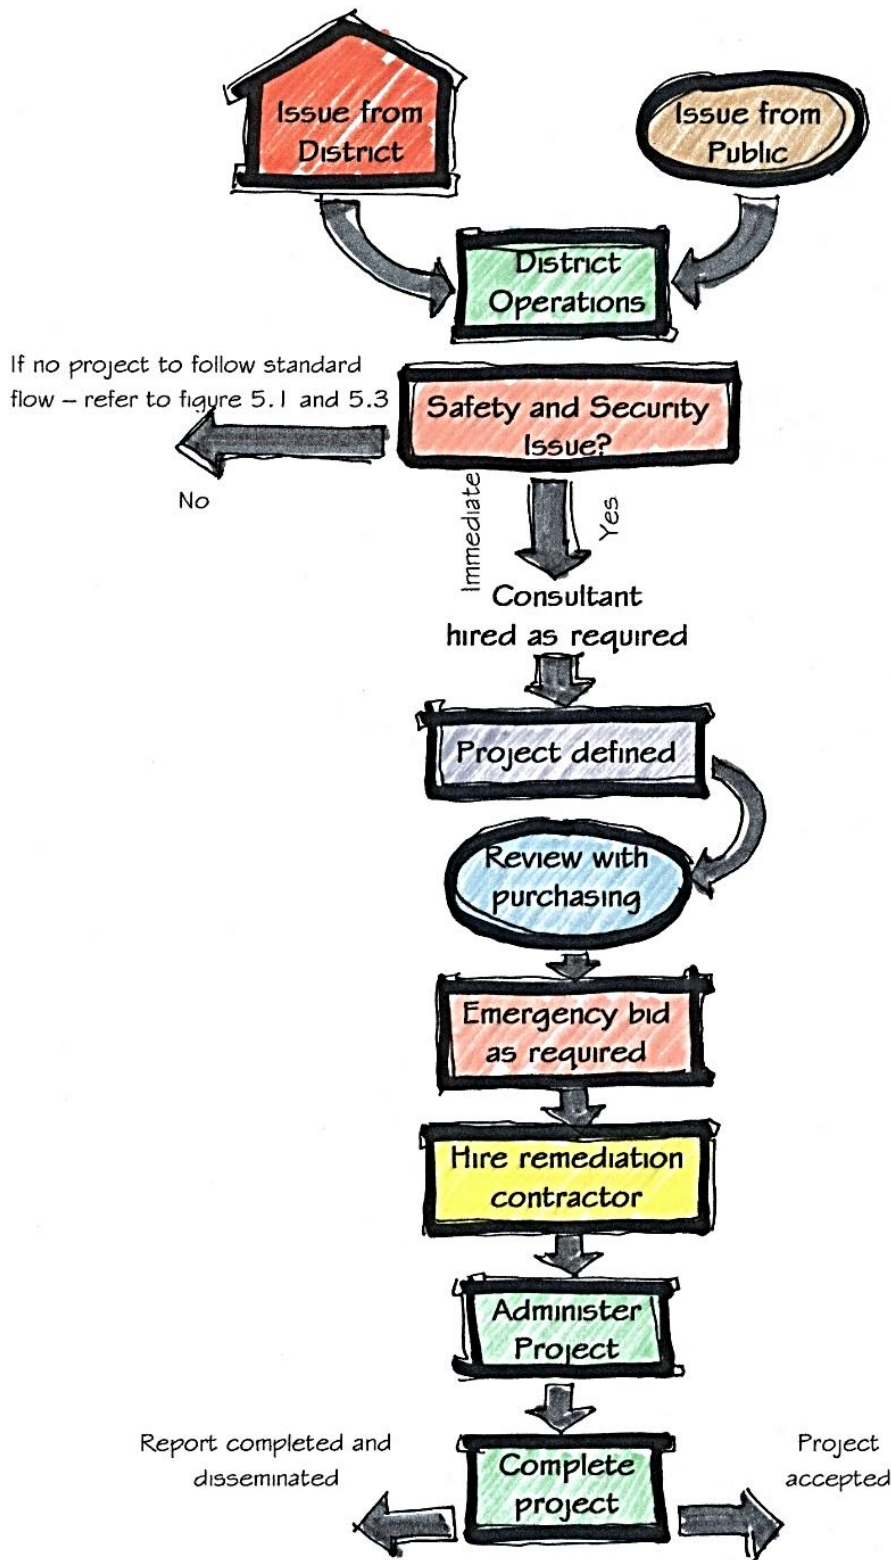 Issue from
District
Issue from
Public
District
Operations
If no project to follow standard
flow – refer to figure 5.1 and 5.3
Safety and Security
Issue?
No
Immediate
Yes
Consultant
hired as required
Project defined
Review with
purchasing
Emergency bid
as required
Hire remediation
contractor
Administer
Project
Report completed and
disseminated
Complete
project
Project
accepted